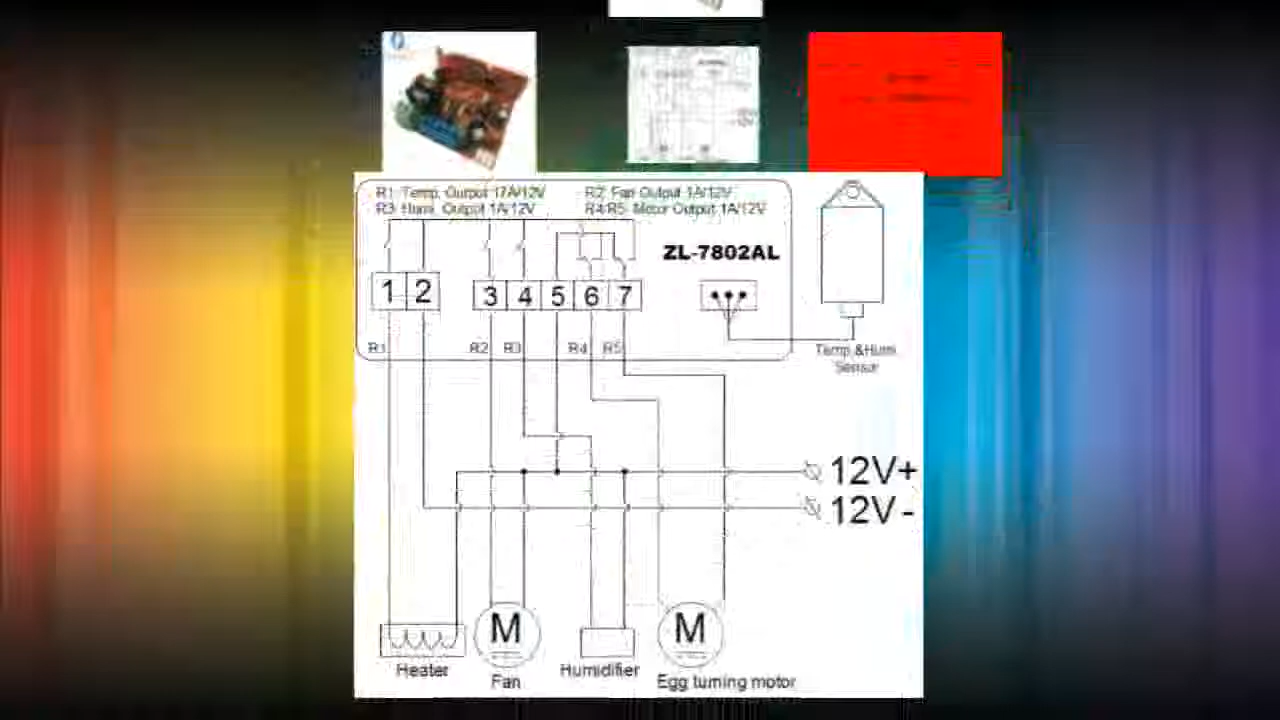 R1: Temp. Output 17A/12V
R2: Fan Output 1A/12V
R3: Humi. Output 1A/12V
R4/R5: Motor Output 1A/12V
ZL-7802AL
1 2 3 4 5 6 7
R1 R2 R3 R4 R5
Temp.&Humi.
Sensor
12V+
12V-
M M
Heater
Fan
Humidifier
Egg turning motor